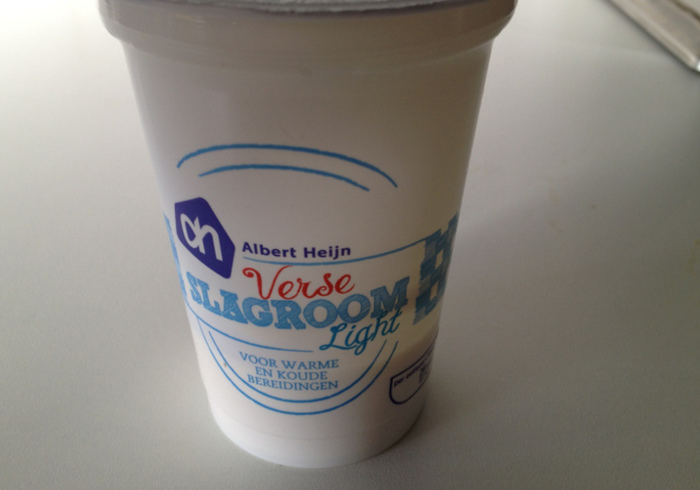 ah
Albert Heijn
Verse
SLAGROOM
Light
VOOR WARME
EN KOUDE
BEREIDINGEN